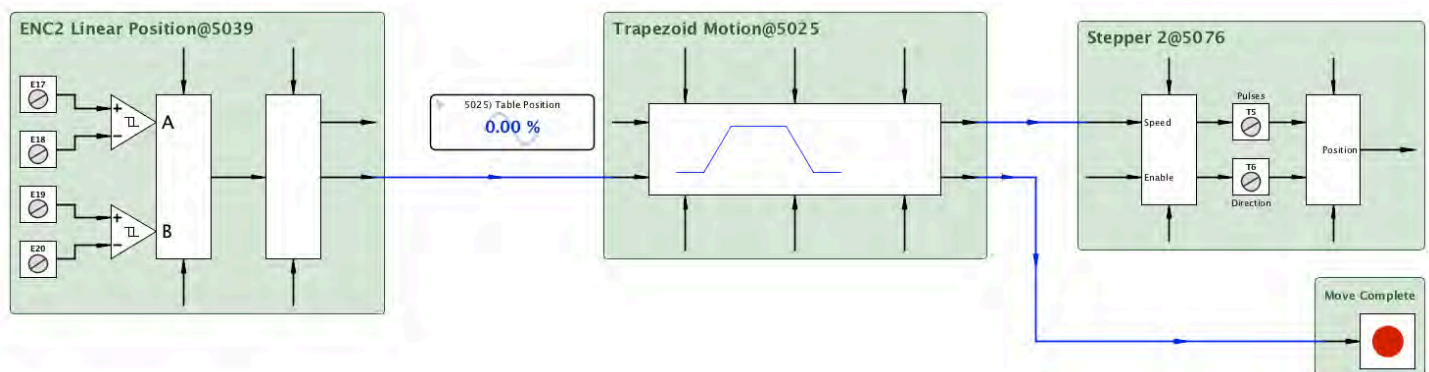 ENC2 Linear Position@5039
E17
E18
E19
E20
A
B
5025) Table Position
0.00 %
Trapezoid Motion@5025
Stepper 2@5076
Speed
Enable
Pulses
T5
T6
Direction
Position
Move Complete